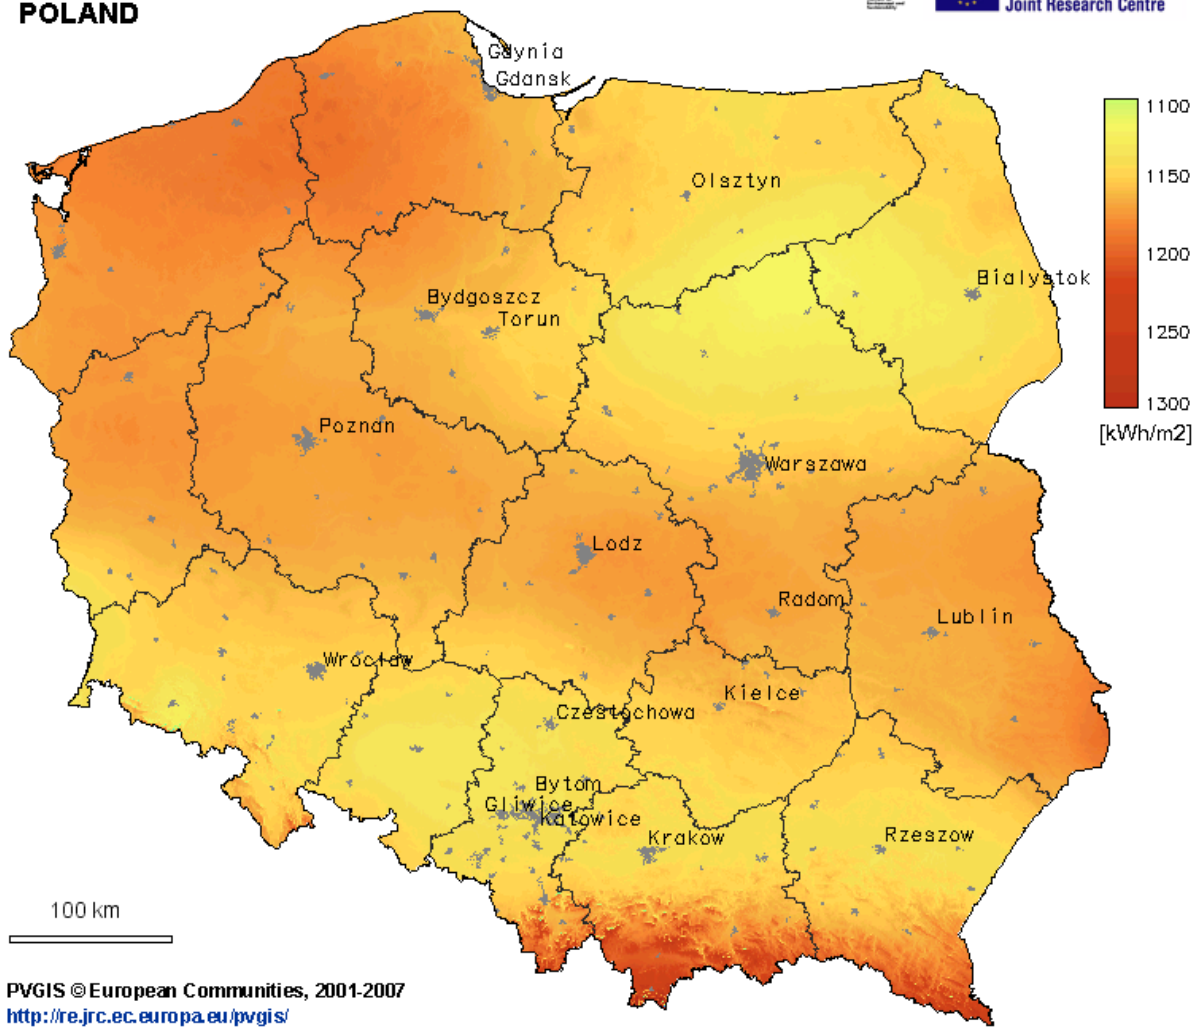 POLAND
Joint Research Centre
Gdynia
Gdansk
1100
Olsztyn
1150
1200
Bialystok
Bydgoszcz
Torun
1250
1300
[kWh/m2]
Poznan
Warszawa
Lodz
Radom
Lublin
Wroclaw
Kielce
Czestochowa
Bytom
Gliwice
Katowice
Krakow
Rzeszow
100 km
PVGIS © European Communities, 2001-2007
http://re.jrc.ec.europa.eu/pvgis/